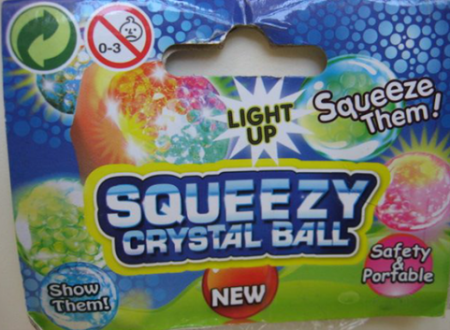 0-3
LIGHT
UP
Squeeze
Them!
SQUEEZY
CRYSTAL BALL
Show
Them!
NEW
Safety
&
Portable